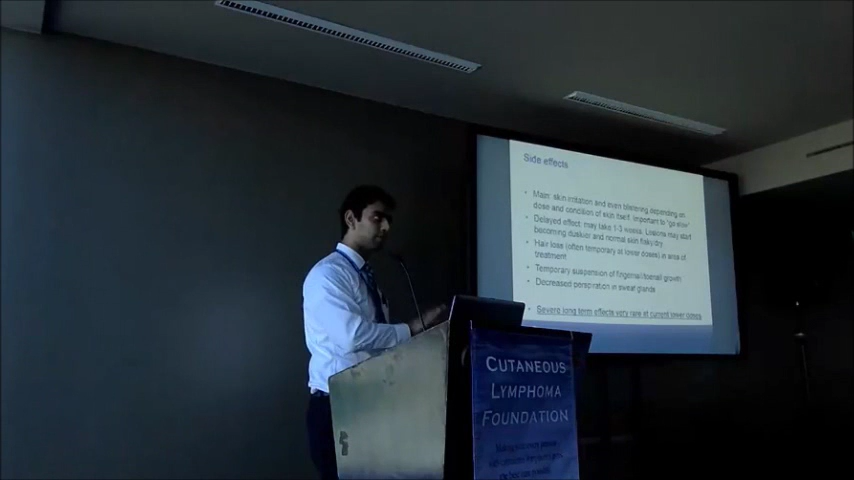 Side effects
• Main: skin irritation and even blistering depending on
dose and condition of skin itself. Important to "go slow"
• Delayed effect: may take 1-3 weeks. Lesions may start
becoming duskier and normal skin flaky dry.
• Hair loss (often temporary at lower doses) in area of
treatment
• Temporary suspension of fingernail/toenail growth
• Decreased perspiration in sweat glands
• Severe long term effects very rare at current lower doses
CUTANEOUS
LYMPHOMA
FOUNDATION